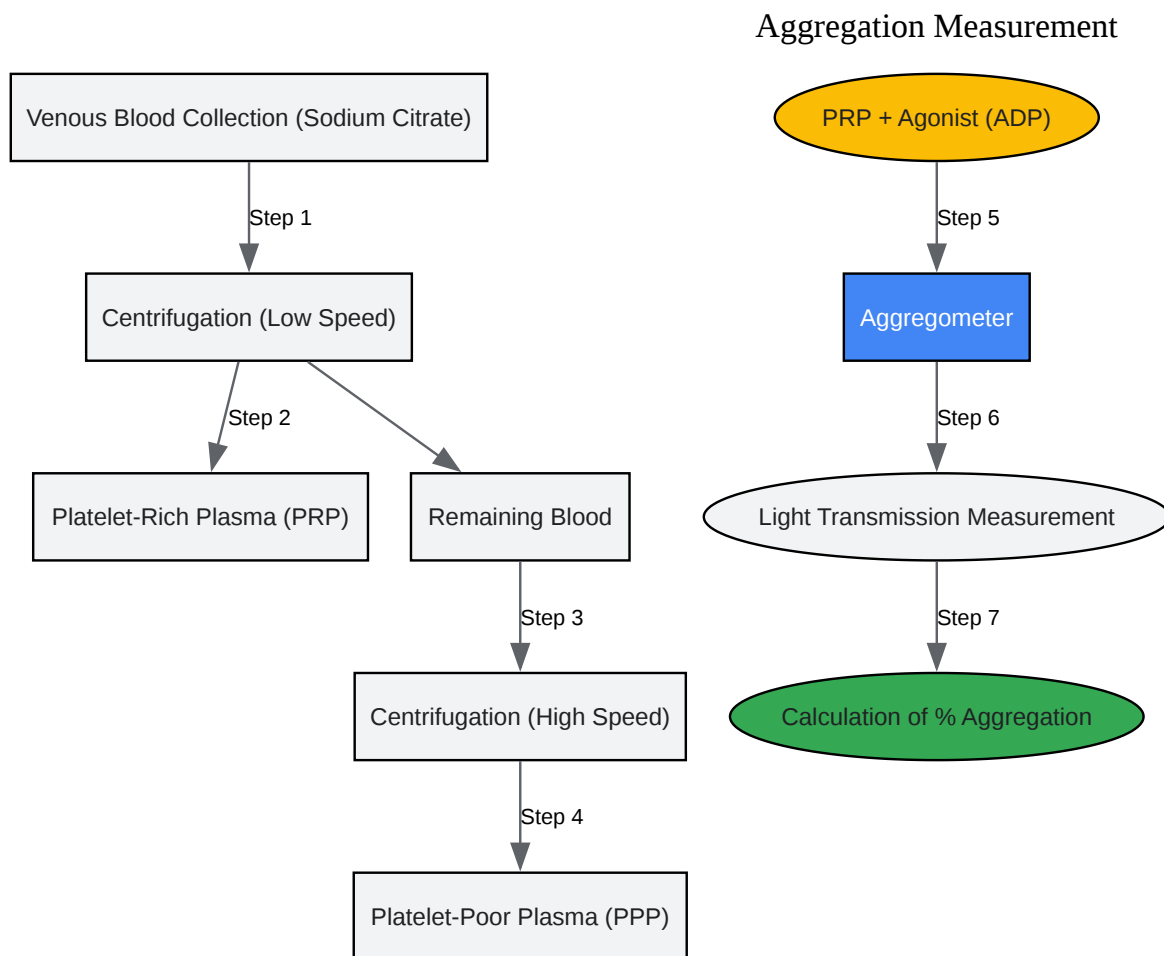 Aggregation Measurement
Venous Blood Collection (Sodium Citrate)
PRP + Agonist (ADP)
Step 1
Step 5
Centrifugation (Low Speed)
Aggregometer
Step 2
Step 6
Platelet-Rich Plasma (PRP)
Remaining Blood
Light Transmission Measurement
Step 3
Step 7
Centrifugation (High Speed)
Calculation of % Aggregation
Step 4
Platelet-Poor Plasma (PPP)